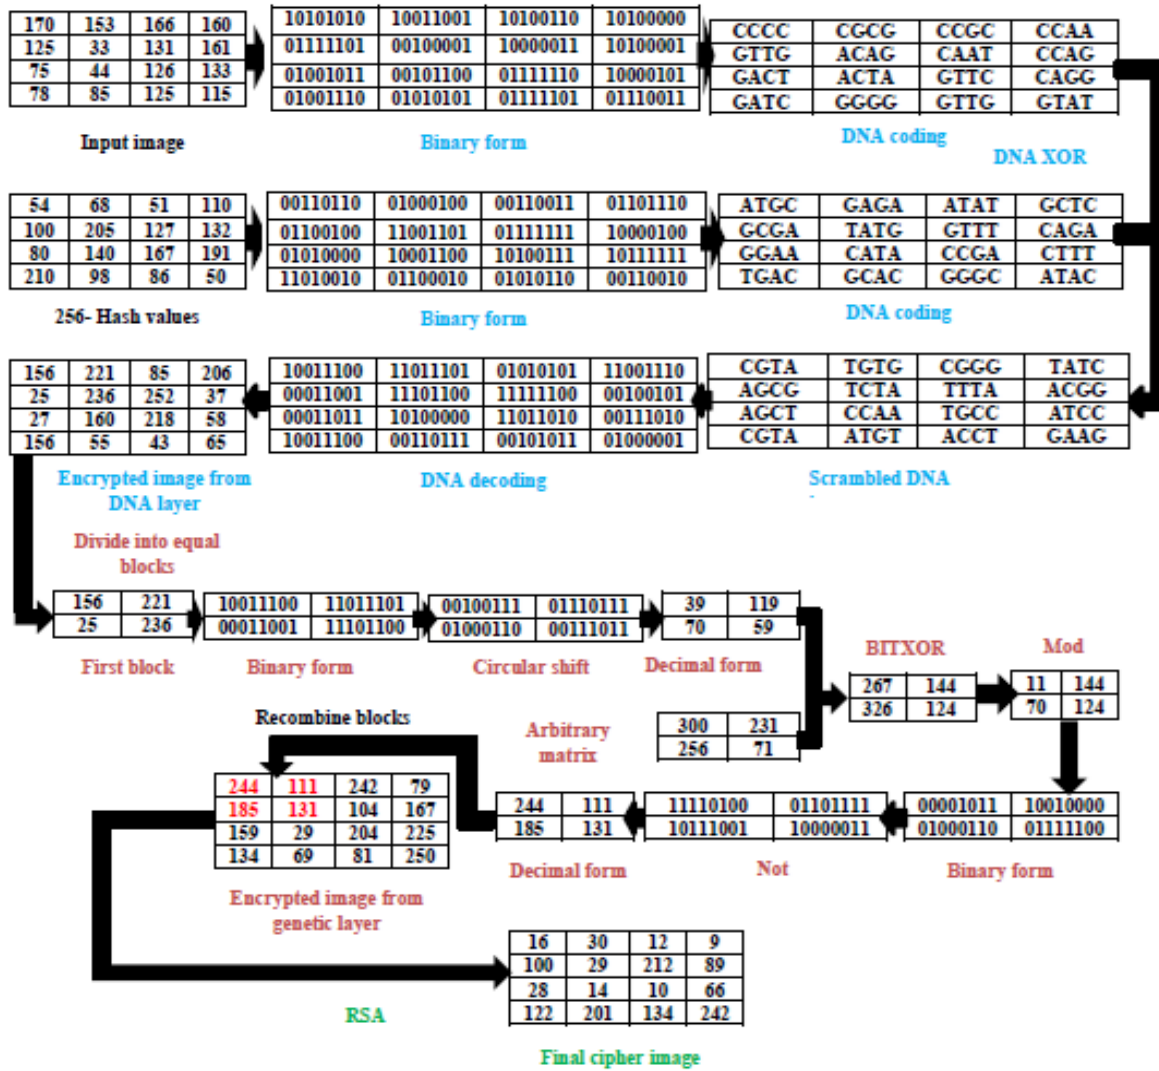 170 153 166 160
125 33 131 161
75 44 126 133
78 85 125 115
Input image
10101010 10011001 10100110 10100000
01111101 00100001 10000011 10100001
01001011 00101100 01111110 10000101
01001110 01010101 01111101 01110011
Binary form
CCCC CGCG CCGC CCAA
GTTG ACAG CAAT CCAG
GACT ACTA GTTC CAGG
GATC GGGG GTTG GTAT
DNA coding
DNA XOR
54 68 51 110
100 205 127 132
80 140 167 191
210 98 86 50
256- Hash values
00110110 01000100 00110011 01101110
01100100 11001101 01111111 10000100
01010000 10001100 10100111 10111111
11010010 01100010 01010110 00110010
Binary form
ATGC GAGA ATAT GCTC
GCGA TATG GTTT CAGA
GGAA CATA CCGA CTTT
TGAC GCAC GGGC ATAC
DNA coding
156 221 85 206
25 236 252 37
27 160 218 58
156 55 43 65
Encrypted image from
DNA layer
10011100 11011101 01010101 11001110
00011001 11101100 11111100 00100101
00011011 10100000 11011010 00111010
10011100 00110111 00101011 01000001
DNA decoding
CGTA TGTG CGGG TATC
AGCG TCTA TTTA ACGG
AGCT CCAA TGCC ATCC
CGTA ATGT ACCT GAAG
Scrambled DNA
Divide into equal
blocks
156 221
25 236
First block
10011100 11011101
00011001 11101100
Binary form
00100111 01110111
01000110 00111011
Circular shift
39 119
70 59
Decimal form
BITXOR
267 144
326 124
Mod
11 144
70 124
Arbitrary
matrix
300 231
256 71
Recombine blocks
244 111 242 79
185 131 104 167
159 29 204 225
134 69 81 250
Encrypted image from
genetic layer
244 111
185 131
Decimal form
11110100 01101111
10111001 10000011
Not
00001011 10010000
01000110 01111100
Binary form
16 30 12 9
100 29 212 89
28 14 10 66
122 201 134 242
RSA
Final cipher image